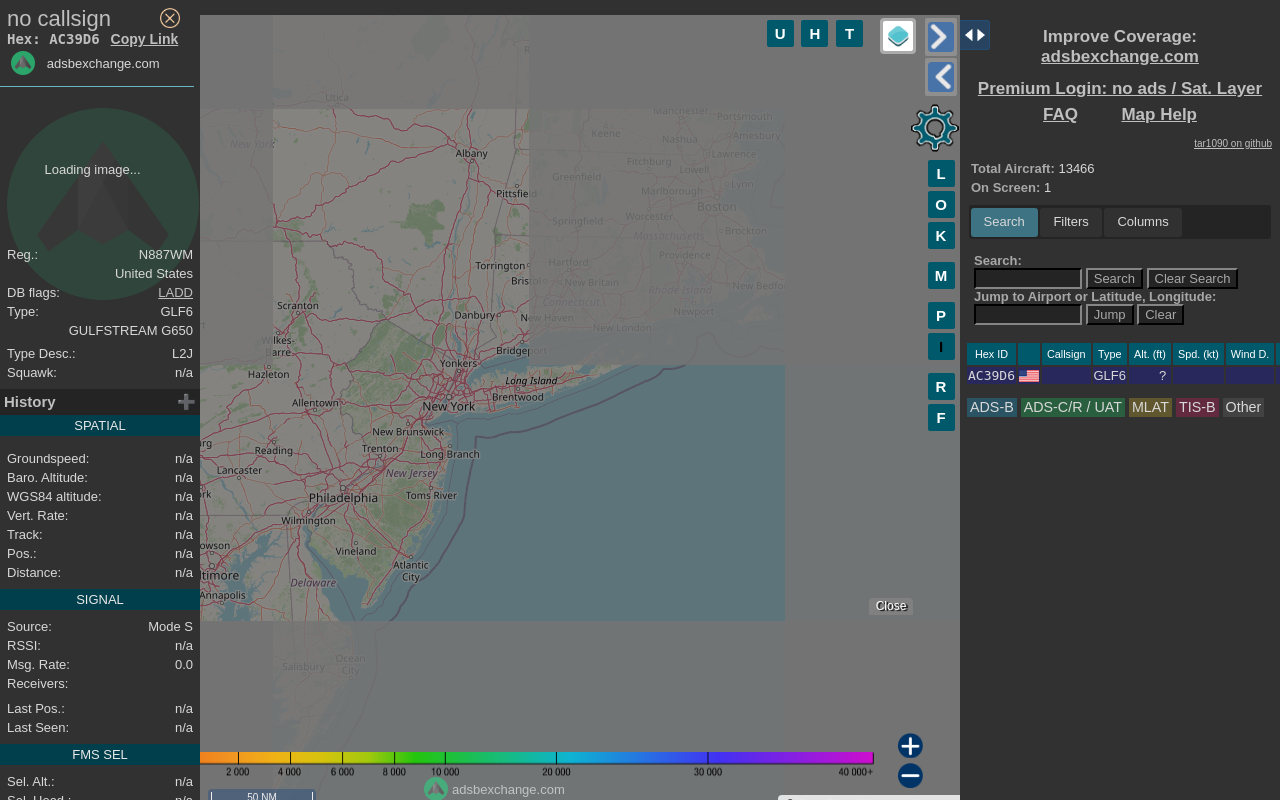 no callsign
Hex: AC39D6 Copy Link
adsbexchange.com
Loading image...
Reg.: N887WM
United States
DB flags: LADD
Type: GLF6
GULFSTREAM G650
Type Desc.: L2J
Squawk: n/a
History
SPATIAL
Groundspeed: n/a
Baro. Altitude: n/a
WGS84 altitude: n/a
Vert. Rate: n/a
Track: n/a
Pos.: n/a
Distance: n/a
SIGNAL
Source: Mode S
RSSI: n/a
Msg. Rate: 0.0
Receivers:
Last Pos.: n/a
Last Seen: n/a
FMS SEL
Sel. Alt.: n/a
U H T
L
O
K
M
P
I
R
F
Utica
New York
Albany
Keene
Nashua
Portsmouth
Amesbury
Lowell
Lawrence
Fitchburg
Lynn
Greenfield
Marlborough
Boston
Pittsfie
Springfield
Worcester
Massachusetts
Brockton
Providence
Torrington
Hartford
New Britain
Rhode Island
New Bedfo
Connecticut
Newport
Scranton
Danbury
New Haven
New London
Wilkes-
Barre
Bridgeport
Hazleton
Yonkers
Long Island
Brentwood
Allentown
New York
New Brunswick
Reading
Trenton
Long Branch
Lancaster
New Jersey
Philadelphia
Toms River
Wilmington
Vineland
Atlantic
City
ltimore
Delaware
Annapolis
Salisbury
Ocean
City
Close
2 000 4 000 6 000 8 000 10 000 20 000 30 000 40 000+
adsbexchange.com
50 NM
Improve Coverage:
adsbexchange.com
Premium Login: no ads / Sat. Layer
FAQ Map Help
tar1090 on github
Total Aircraft: 13466
On Screen: 1
Search Filters Columns
Search:
Search Clear Search
Jump to Airport or Latitude, Longitude:
Jump Clear
Hex ID Callsign Type Alt. (ft) Spd. (kt) Wind D.
AC39D6 GLF6 ?
ADS-B ADS-C/R / UAT MLAT TIS-B Other